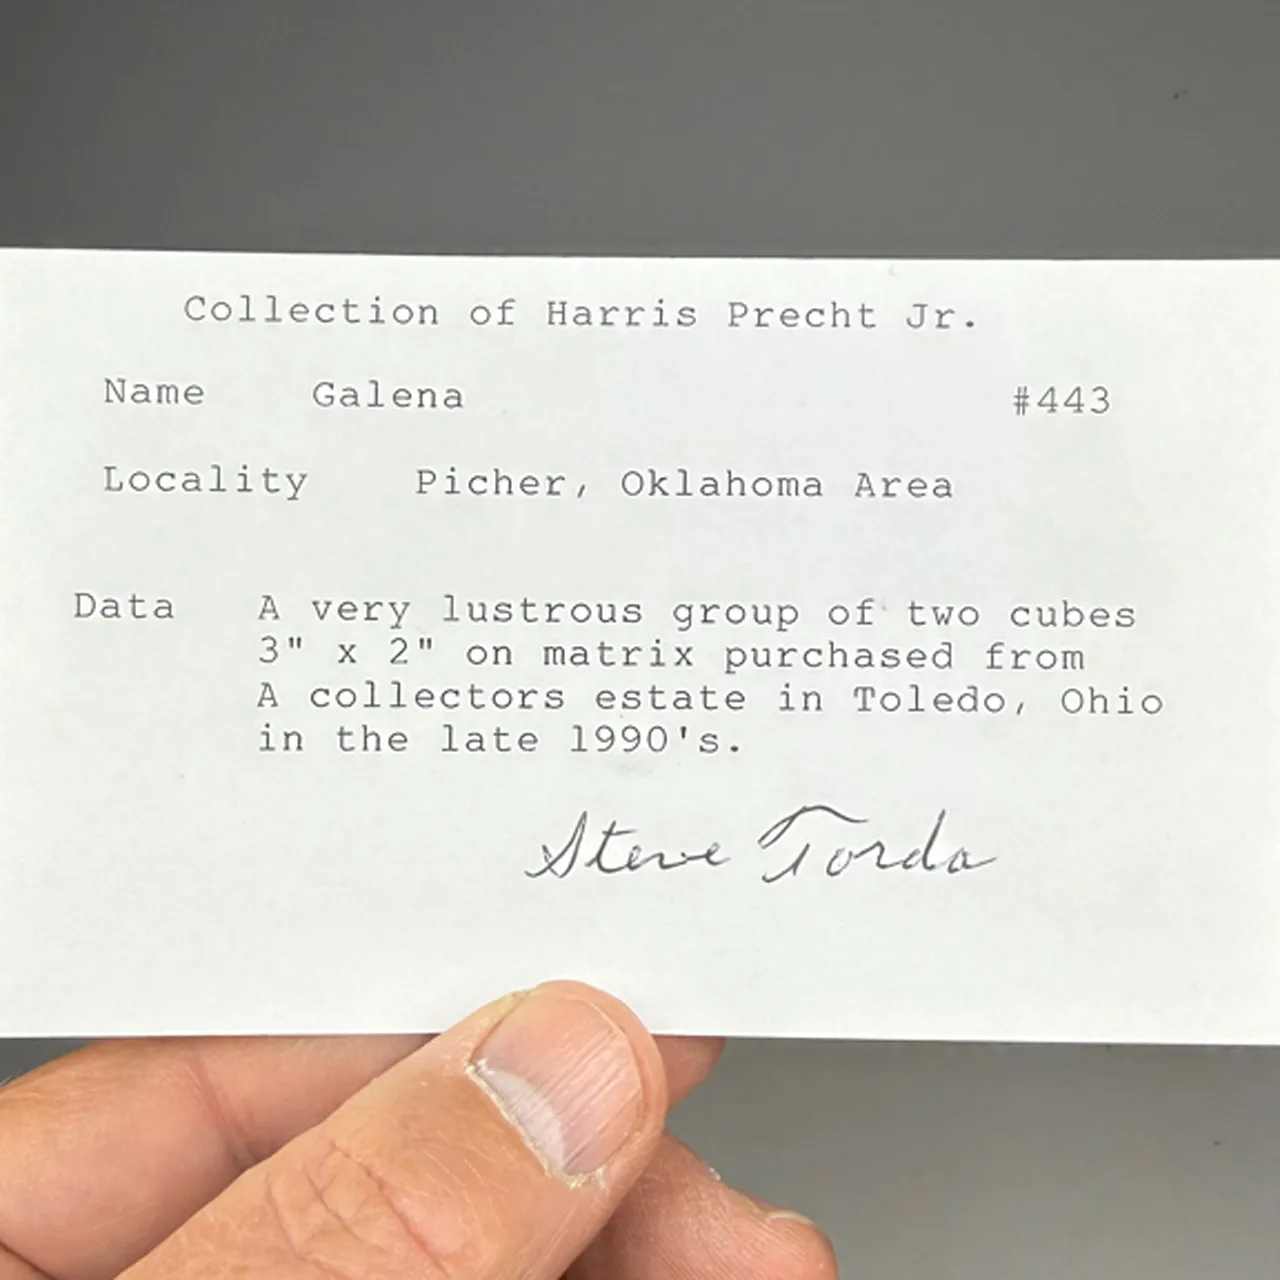 Collection of Harris Precht Jr.
Name Galena #443
Locality Picher, Oklahoma Area
Data A very lustrous group of two cubes
3" x 2" on matrix purchased from
A collectors estate in Toledo, Ohio
in the late 1990's.
Steve Torda